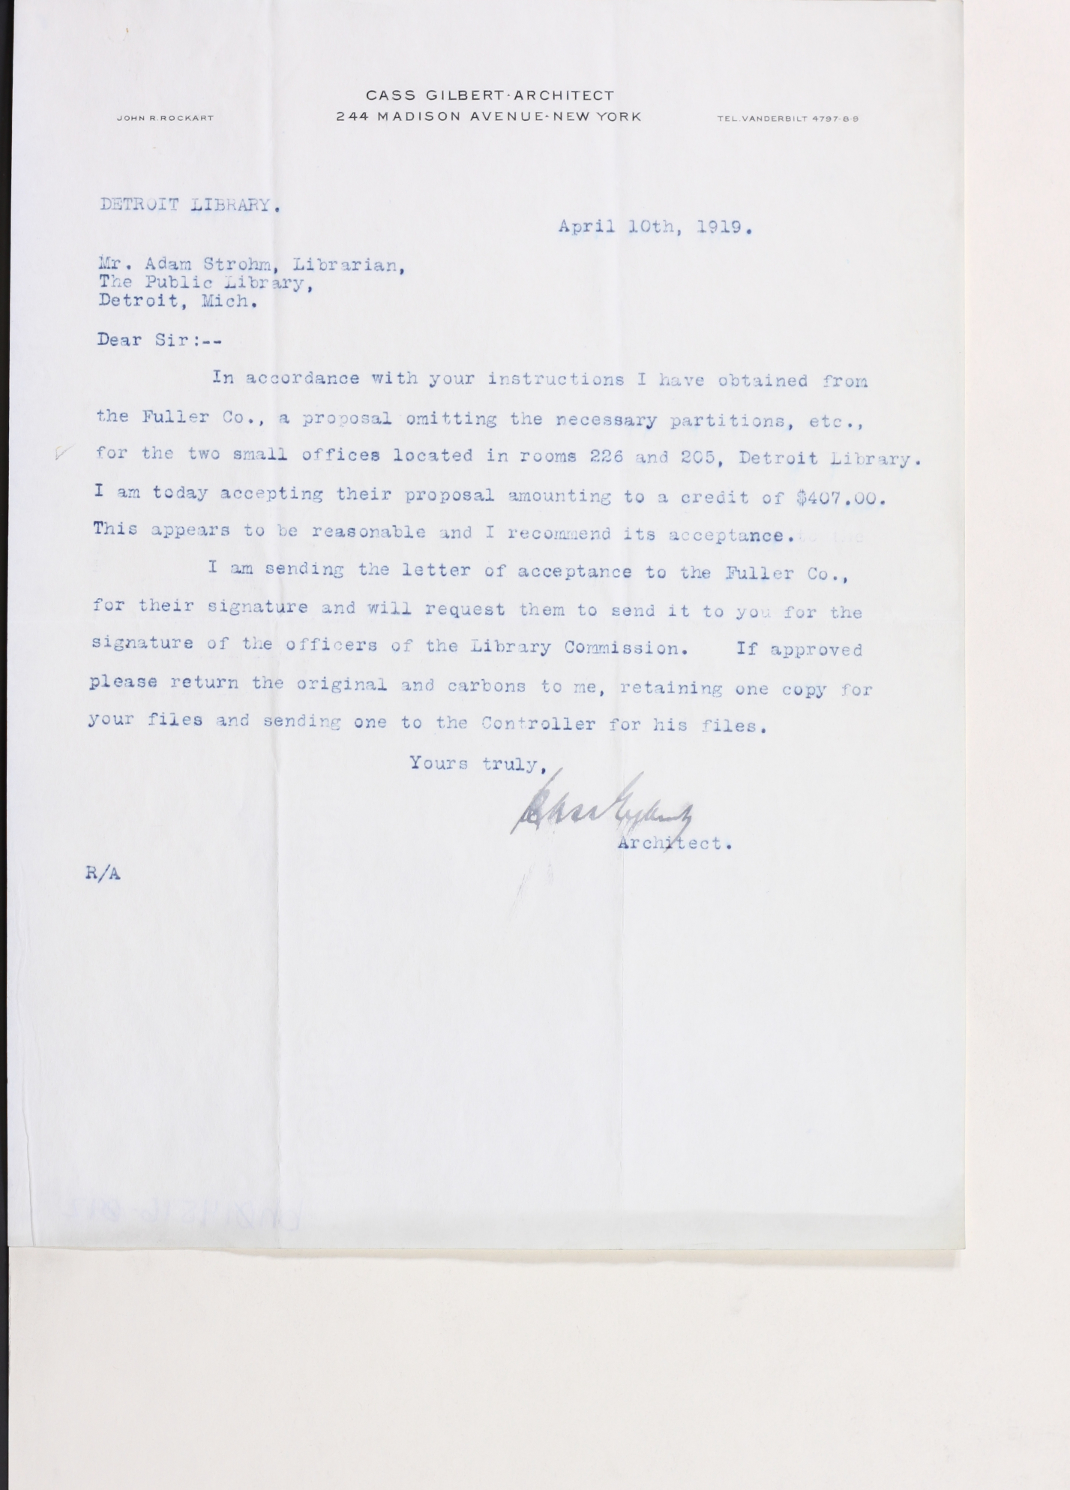 CASS GILBERT·ARCHITECT
JOHN R. ROCKART 244 MADISON AVENUE-NEW YORK TEL. VANDERBILT 4797-8-9
DETROIT LIBRARY.
April 10th, 1919.
Mr. Adam Strohm, Librarian,
The Public Library,
Detroit, Mich.
Dear Sir:--
In accordance with your instructions I have obtained from
the Fuller Co., a proposal omitting the necessary partitions, etc.,
for the two small offices located in rooms 226 and 205, Detroit Library.
I am today accepting their proposal amounting to a credit of $407.00.
This appears to be reasonable and I recommend its acceptance.
I am sending the letter of acceptance to the Fuller Co.,
for their signature and will request them to send it to you for the
signature of the officers of the Library Commission. If approved
please return the original and carbons to me, retaining one copy for
your files and sending one to the Controller for his files.
Yours truly,
Cass Gilbert
Architect.
R/A